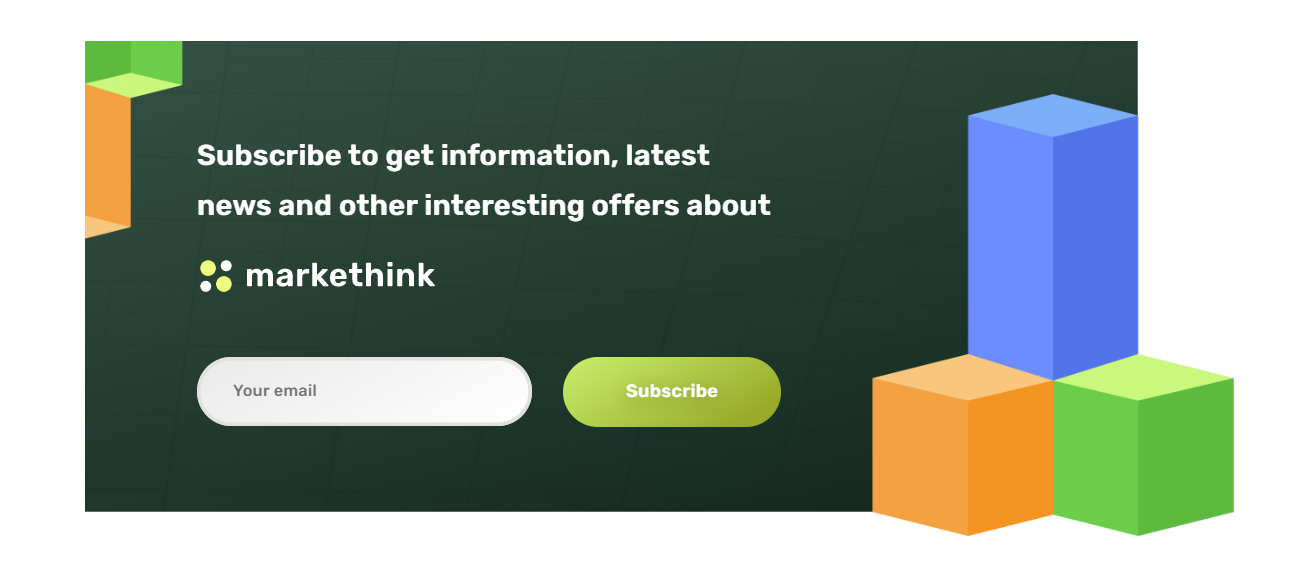 Subscribe to get information, latest
news and other interesting offers about
markethink
Your email
Subscribe